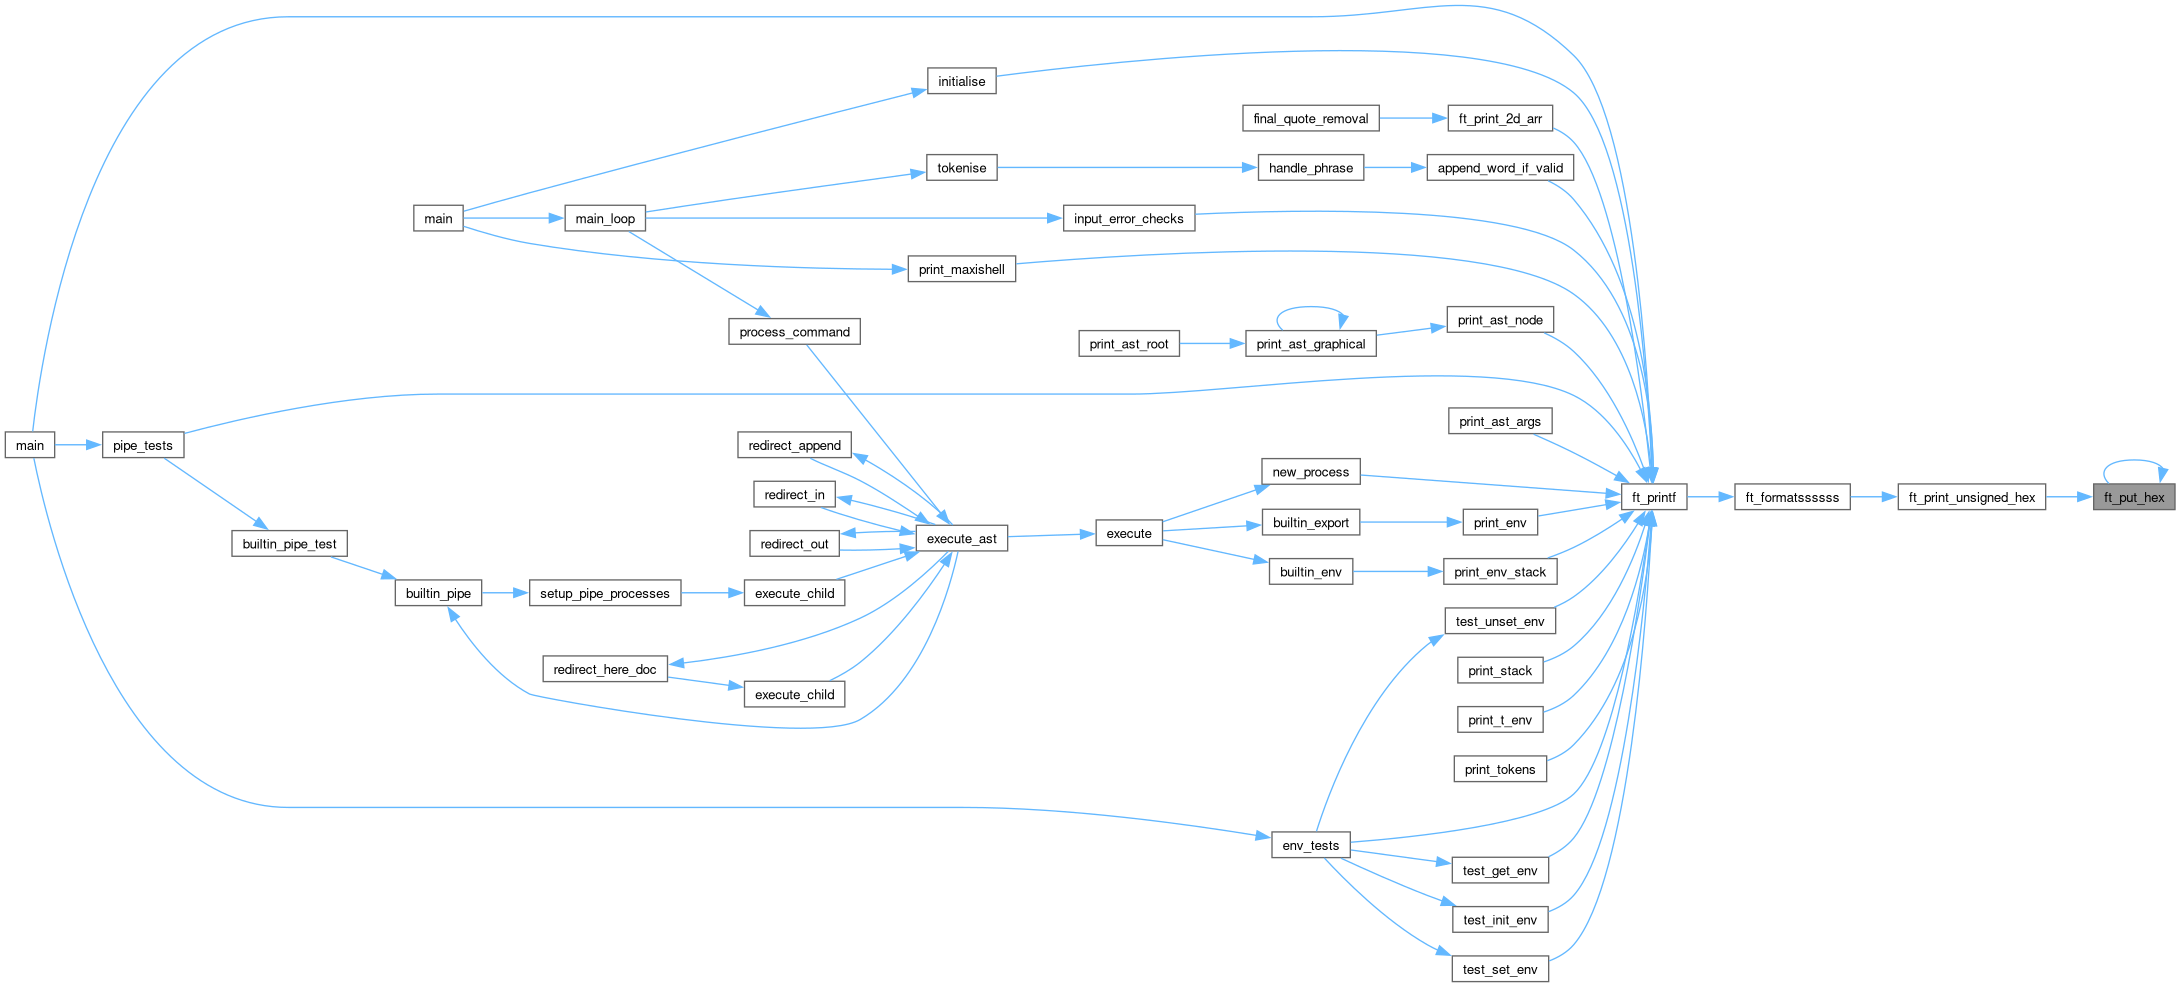 initialise
final_quote_removal
ft_print_2d_arr
tokenise
handle_phrase
append_word_if_valid
main
main_loop
input_error_checks
print_maxishell
process_command
print_ast_root
print_ast_graphical
print_ast_node
print_ast_args
main
pipe_tests
redirect_append
new_process
redirect_in
ft_printf
ft_formatssssss
ft_print_unsigned_hex
ft_put_hex
builtin_export
print_env
builtin_pipe_test
redirect_out
execute_ast
execute
builtin_env
print_env_stack
builtin_pipe
setup_pipe_processes
execute_child
test_unset_env
redirect_here_doc
execute_child
print_stack
print_t_env
print_tokens
env_tests
test_get_env
test_init_env
test_set_env